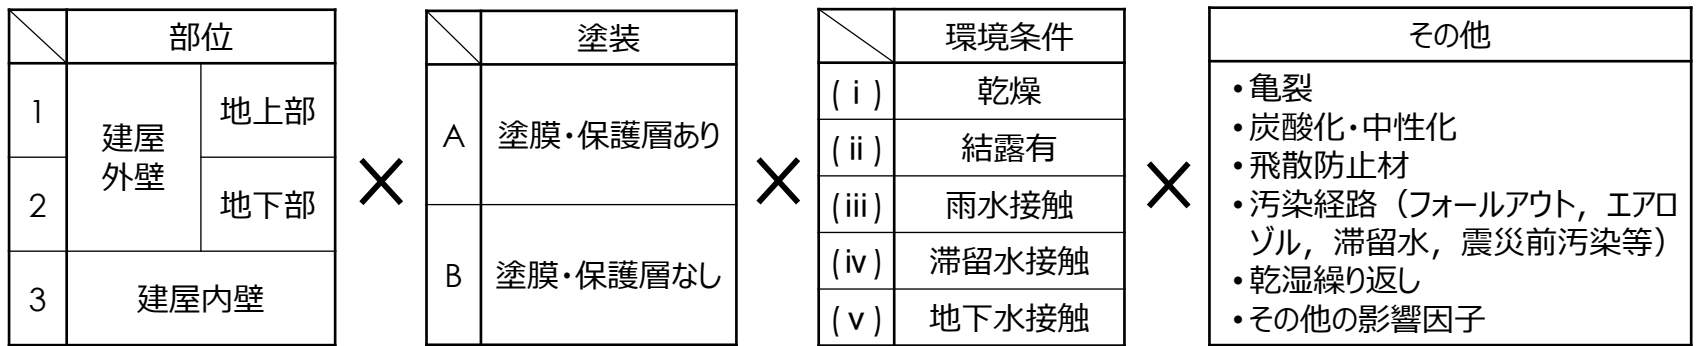 部位
1
建屋
外壁
地上部
2
地下部
3
建屋内壁
×
塗装
A
塗膜・保護層あり
B
塗膜・保護層なし
×
環境条件
(ⅰ)
乾燥
(ⅱ)
結露有
(ⅲ)
雨水接触
(ⅳ)
滞留水接触
(ⅴ)
地下水接触
×
その他
•亀裂
•炭酸化・中性化
•飛散防止材
•汚染経路（フォールアウト，エアロ
ゾル，滞留水，震災前汚染等）
•乾湿繰り返し
•その他の影響因子